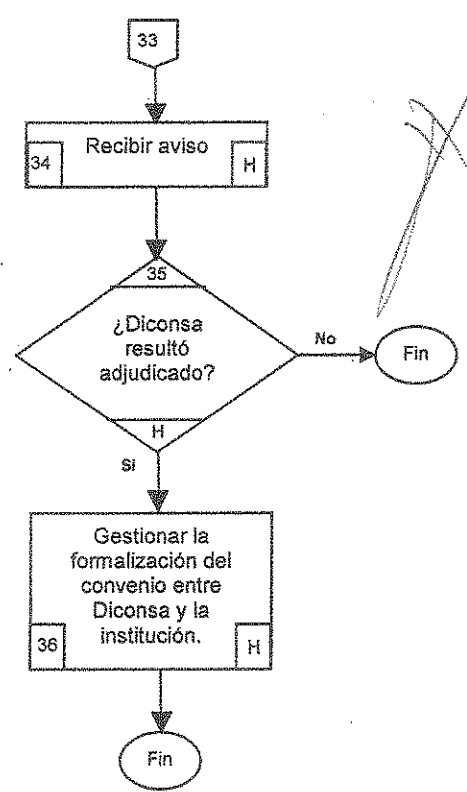 33
Recibir aviso
34
H
35
¿Diconsa
resultó
adjudicado?
No
Fin
H
Si
Gestionar la
formalización del
convenio entre
Diconsa y la
institución.
36
H
Fin